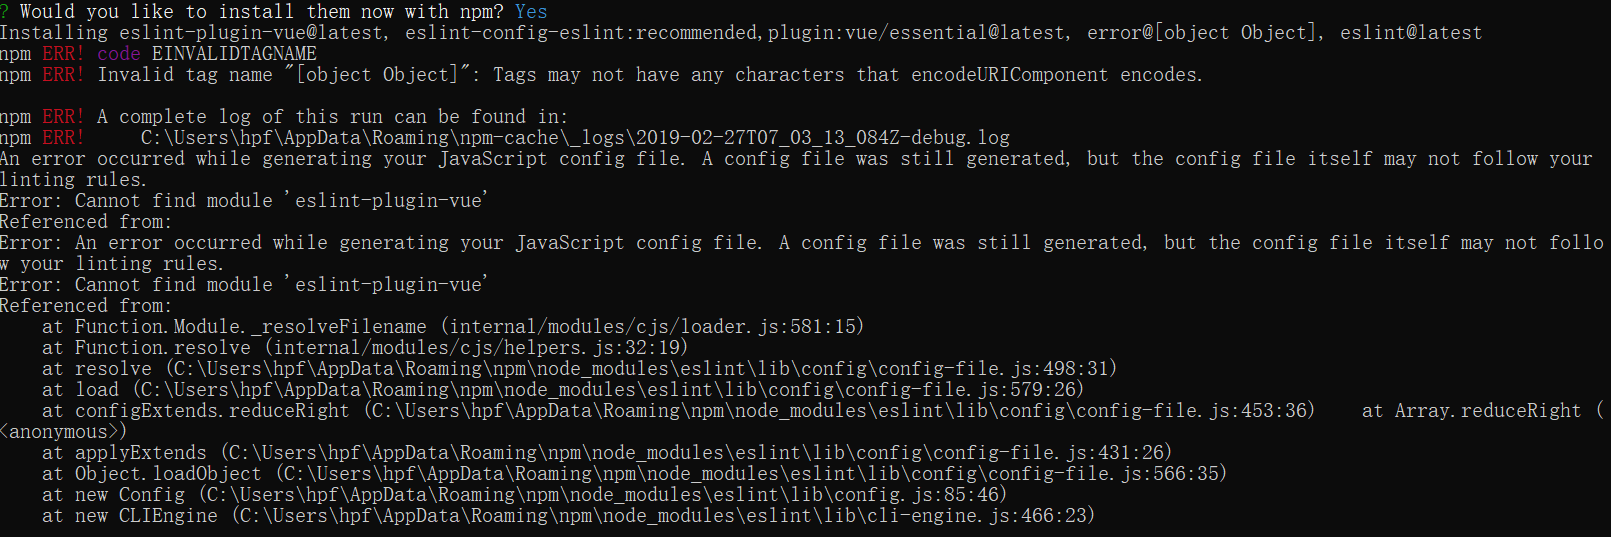 ? Would you like to install them now with npm? Yes
Installing eslint-plugin-vue@latest, eslint-config-eslint:recommended,plugin:vue/essential@latest, error@[object Object], eslint@latest
npm ERR! code EINVALIDTAGNAME
npm ERR! Invalid tag name "[object Object]": Tags may not have any characters that encodeURIComponent encodes.
npm ERR! A complete log of this run can be found in:
npm ERR!     C:\Users\hpf\AppData\Roaming\npm-cache\_logs\2019-02-27T07_03_13_084Z-debug.log
An error occurred while generating your JavaScript config file. A config file was still generated, but the config file itself may not follow your
linting rules.
Error: Cannot find module 'eslint-plugin-vue'
Referenced from:
Error: An error occurred while generating your JavaScript config file. A config file was still generated, but the config file itself may not follo
w your linting rules.
Error: Cannot find module 'eslint-plugin-vue'
Referenced from:
    at Function.Module._resolveFilename (internal/modules/cjs/loader.js:581:15)
    at Function.resolve (internal/modules/cjs/helpers.js:32:19)
    at resolve (C:\Users\hpf\AppData\Roaming\npm\node_modules\eslint\lib\config\config-file.js:498:31)
    at load (C:\Users\hpf\AppData\Roaming\npm\node_modules\eslint\lib\config\config-file.js:579:26)
    at configExtends.reduceRight (C:\Users\hpf\AppData\Roaming\npm\node_modules\eslint\lib\config\config-file.js:453:36)    at Array.reduceRight (
<anonymous>)
    at applyExtends (C:\Users\hpf\AppData\Roaming\npm\node_modules\eslint\lib\config\config-file.js:431:26)
    at Object.loadObject (C:\Users\hpf\AppData\Roaming\npm\node_modules\eslint\lib\config\config-file.js:566:35)
    at new Config (C:\Users\hpf\AppData\Roaming\npm\node_modules\eslint\lib\config.js:85:46)
    at new CLIEngine (C:\Users\hpf\AppData\Roaming\npm\node_modules\eslint\lib\cli-engine.js:466:23)